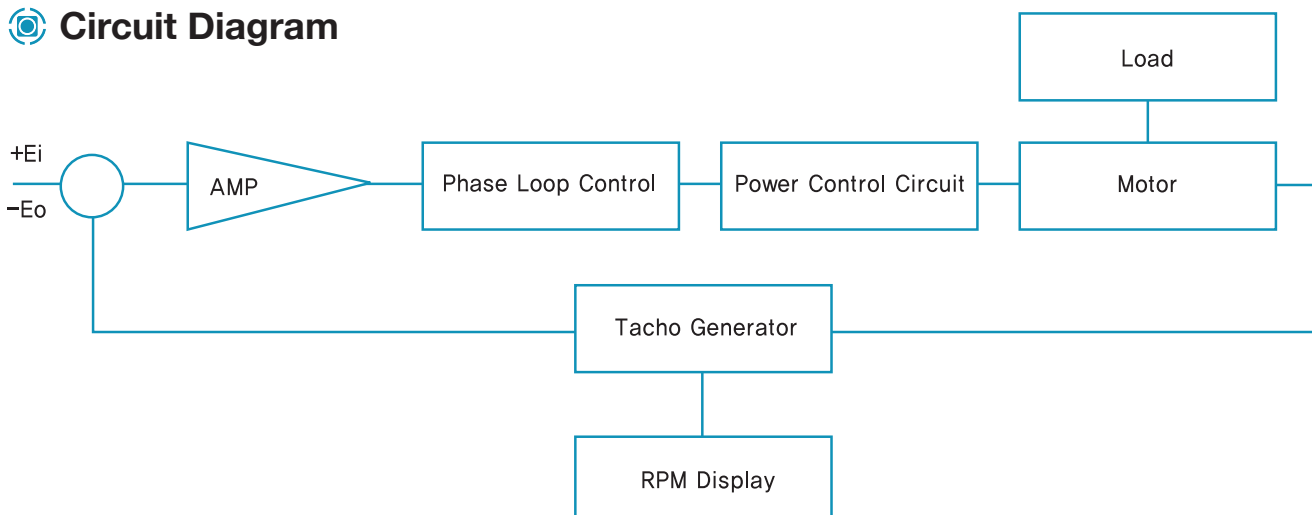 Circuit Diagram
Load
+Ei
−Eo
AMP
Phase Loop Control
Power Control Circuit
Motor
Tacho Generator
RPM Display